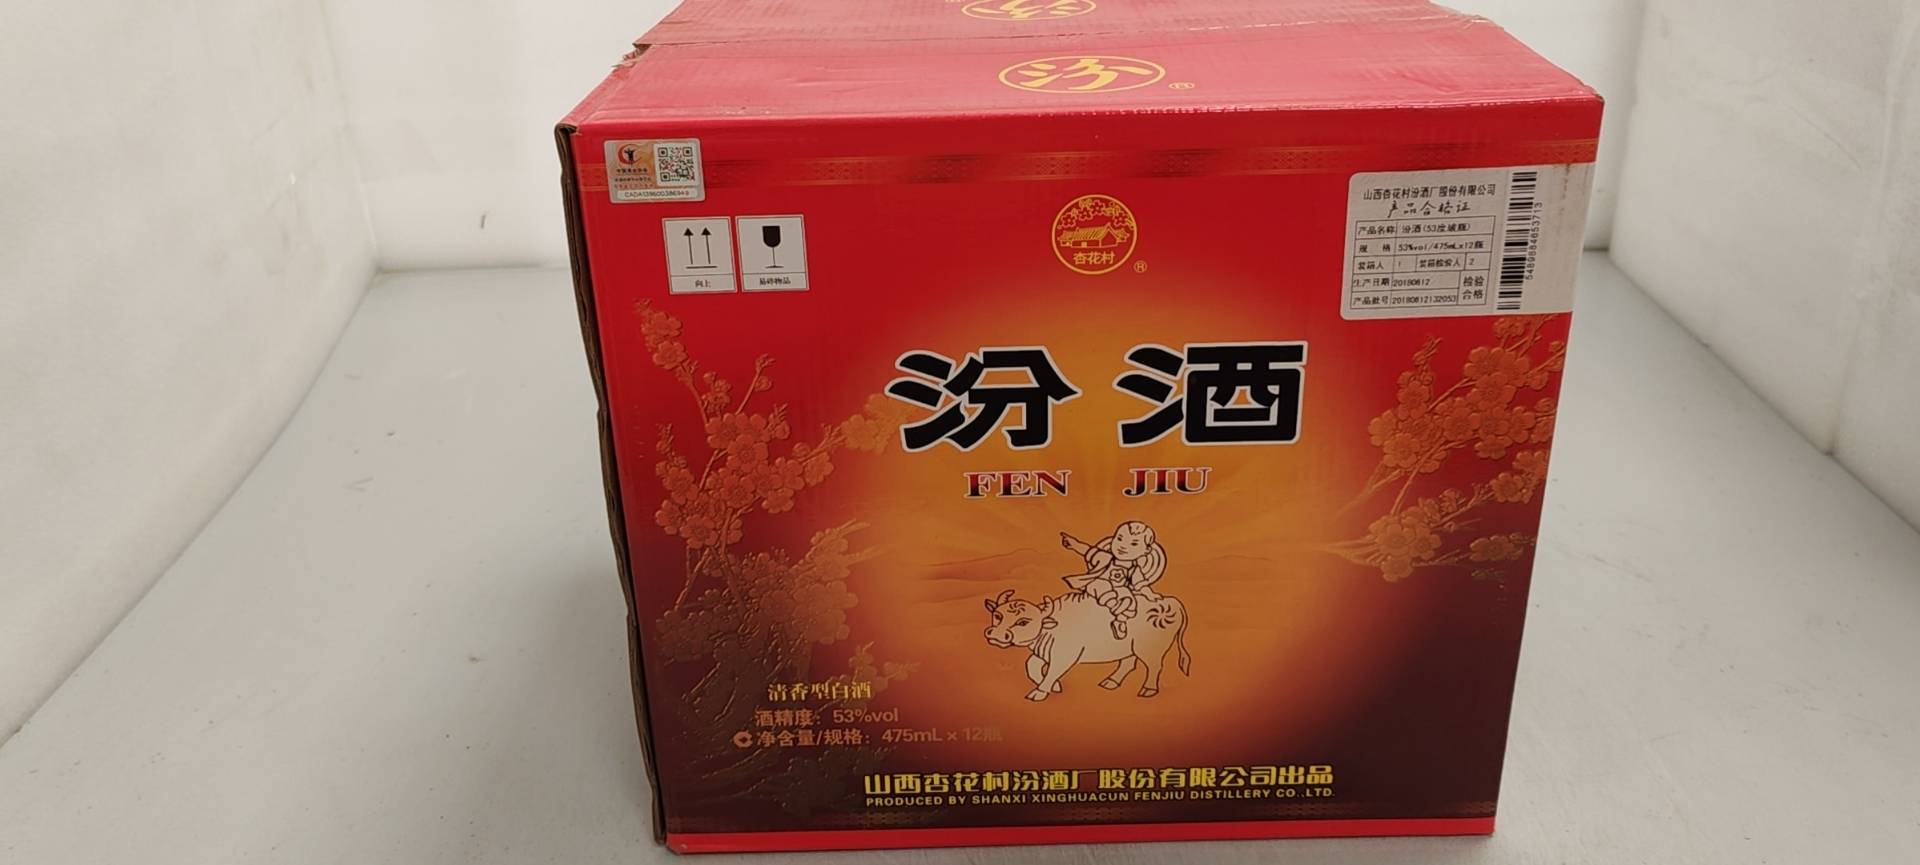 汾
汾®
CADA139600386949
向上
易碎物品
杏花村®
山西杏花村汾酒厂股份有限公司
产品合格证
产品名称 汾酒(53度玻瓶)
规 格 53%vol/475mL×12瓶
装箱人 1 装箱检验人 2
生产日期 20180612 检验合格
产品批号 20180612132053
汾酒
FEN JIU
清香型白酒
酒精度：53%vol
净含量/规格：475mL×12瓶
山西杏花村汾酒厂股份有限公司出品
PRODUCED BY SHANXI XINGHUACUN FENJIU DISTILLERY CO.,LTD.